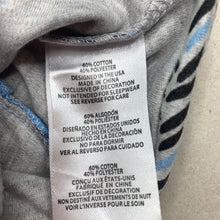 60% COTTON
40% POLYESTER
DESIGNED IN THE USA
MADE IN CHINA
EXCLUSIVE OF DECORATION
NOT INTENDED FOR SLEEPWEAR
SEE REVERSE FOR CARE
60% ALGODÓN
40% POLIÉSTER
DISEÑADO EN ESTADOS UNIDOS
HECHO EN CHINA
EXCLUSIVO DE DECORACIÓN
NO PARA DORMIR
VER AL REVERSO PARA CUIDADO
60% COTON
40% POLYESTER
CONÇU AUX ÉTATS-UNIS
FABRIQUÉ EN CHINE
EXCLUSIF DES DÉCORATIONS
NON DESTINÉ AUX VÊTEMENTS DE NUIT
VOIR L'INVERSE POUR LE SOIN